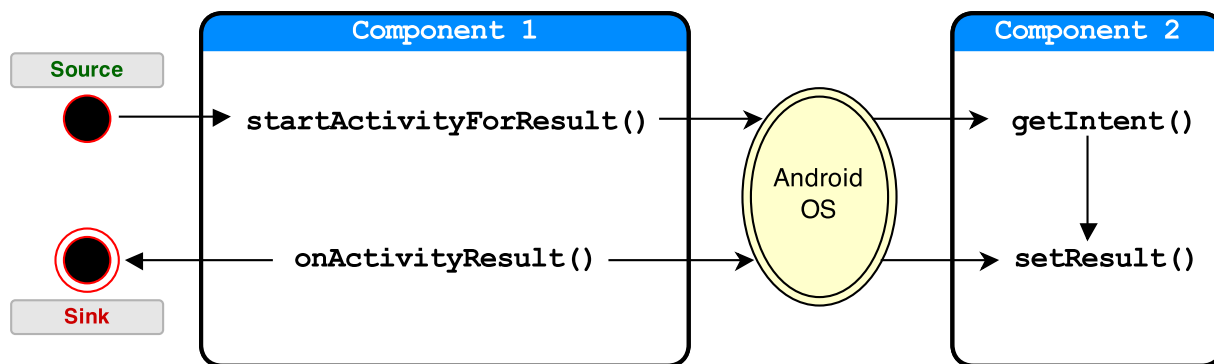 Component 1
Component 2
Source
startActivityForResult()
getIntent()
Android
OS
onActivityResult()
setResult()
Sink